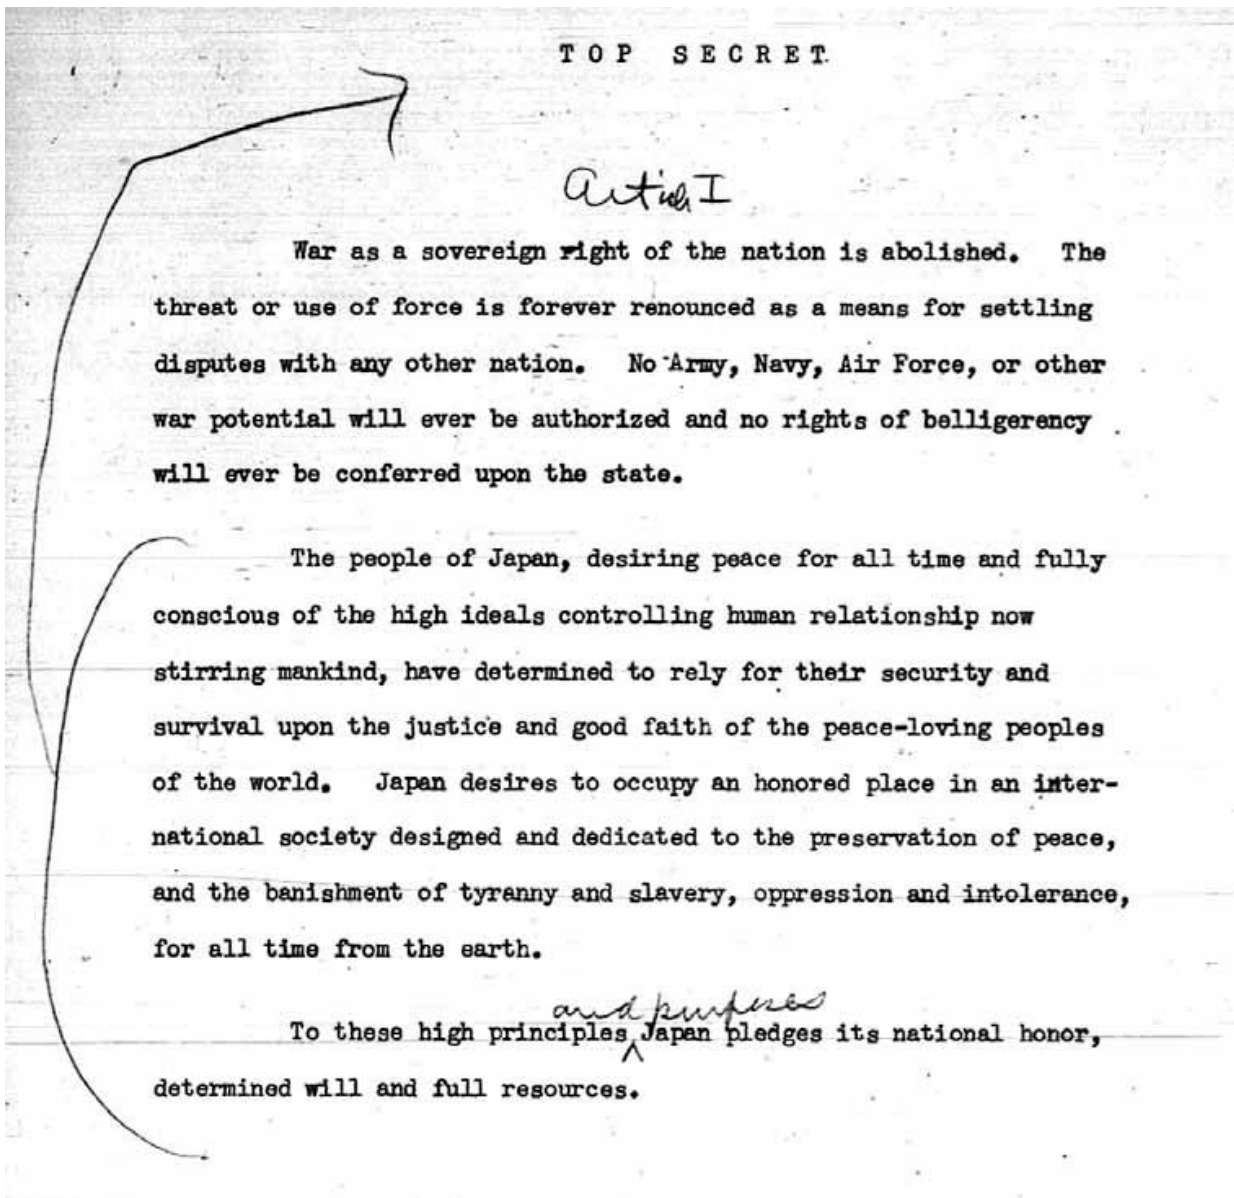 TOP SECRET
Article I
War as a sovereign right of the nation is abolished. The
threat or use of force is forever renounced as a means for settling
disputes with any other nation. No Army, Navy, Air Force, or other
war potential will ever be authorized and no rights of belligerency
will ever be conferred upon the state.
The people of Japan, desiring peace for all time and fully
conscious of the high ideals controlling human relationship now
stirring mankind, have determined to rely for their security and
survival upon the justice and good faith of the peace-loving peoples
of the world. Japan desires to occupy an honored place in an inter-
national society designed and dedicated to the preservation of peace,
and the banishment of tyranny and slavery, oppression and intolerance,
for all time from the earth.
and purposes
To these high principles Japan pledges its national honor,
determined will and full resources.